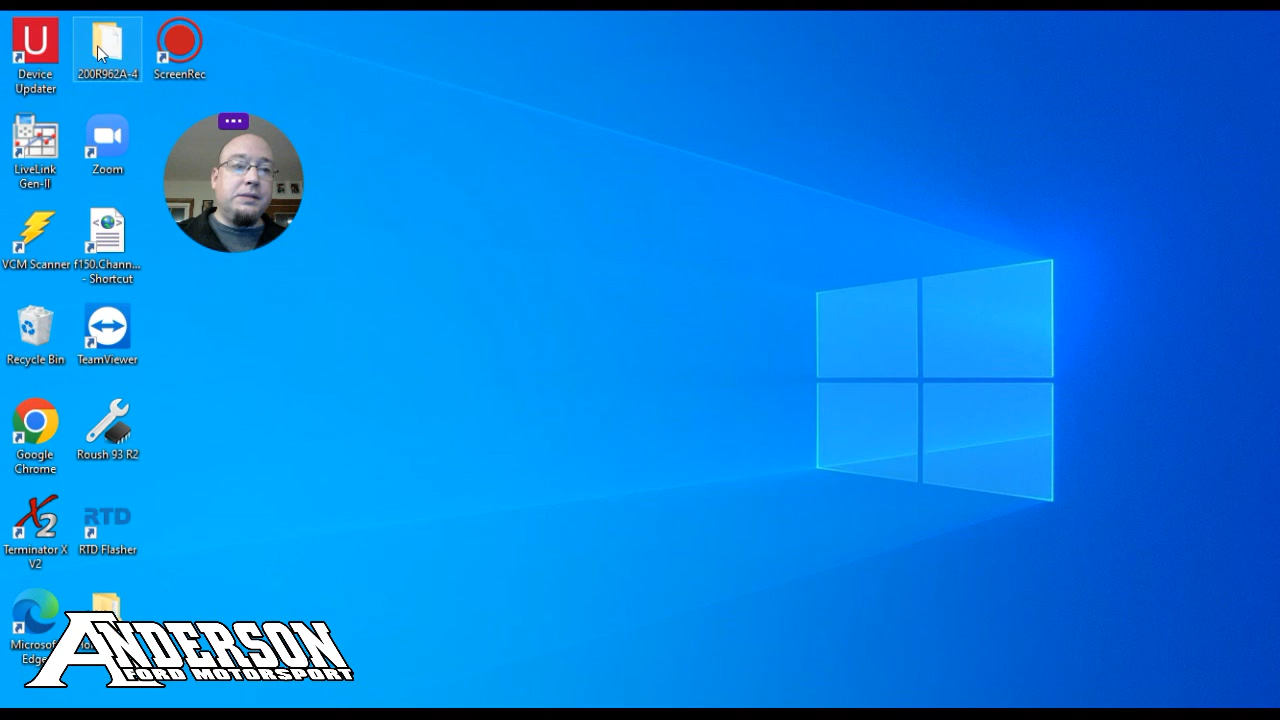 Device
Updater
200R962A-4
ScreenRec
LiveLink
Gen-II
Zoom
VCM Scanner
f150.Chann...
- Shortcut
Recycle Bin
TeamViewer
Google
Chrome
Roush 93 R2
Terminator X
V2
RTD
RTD Flasher
Microsof
Edge
ANDERSON
FORD MOTORSPORT